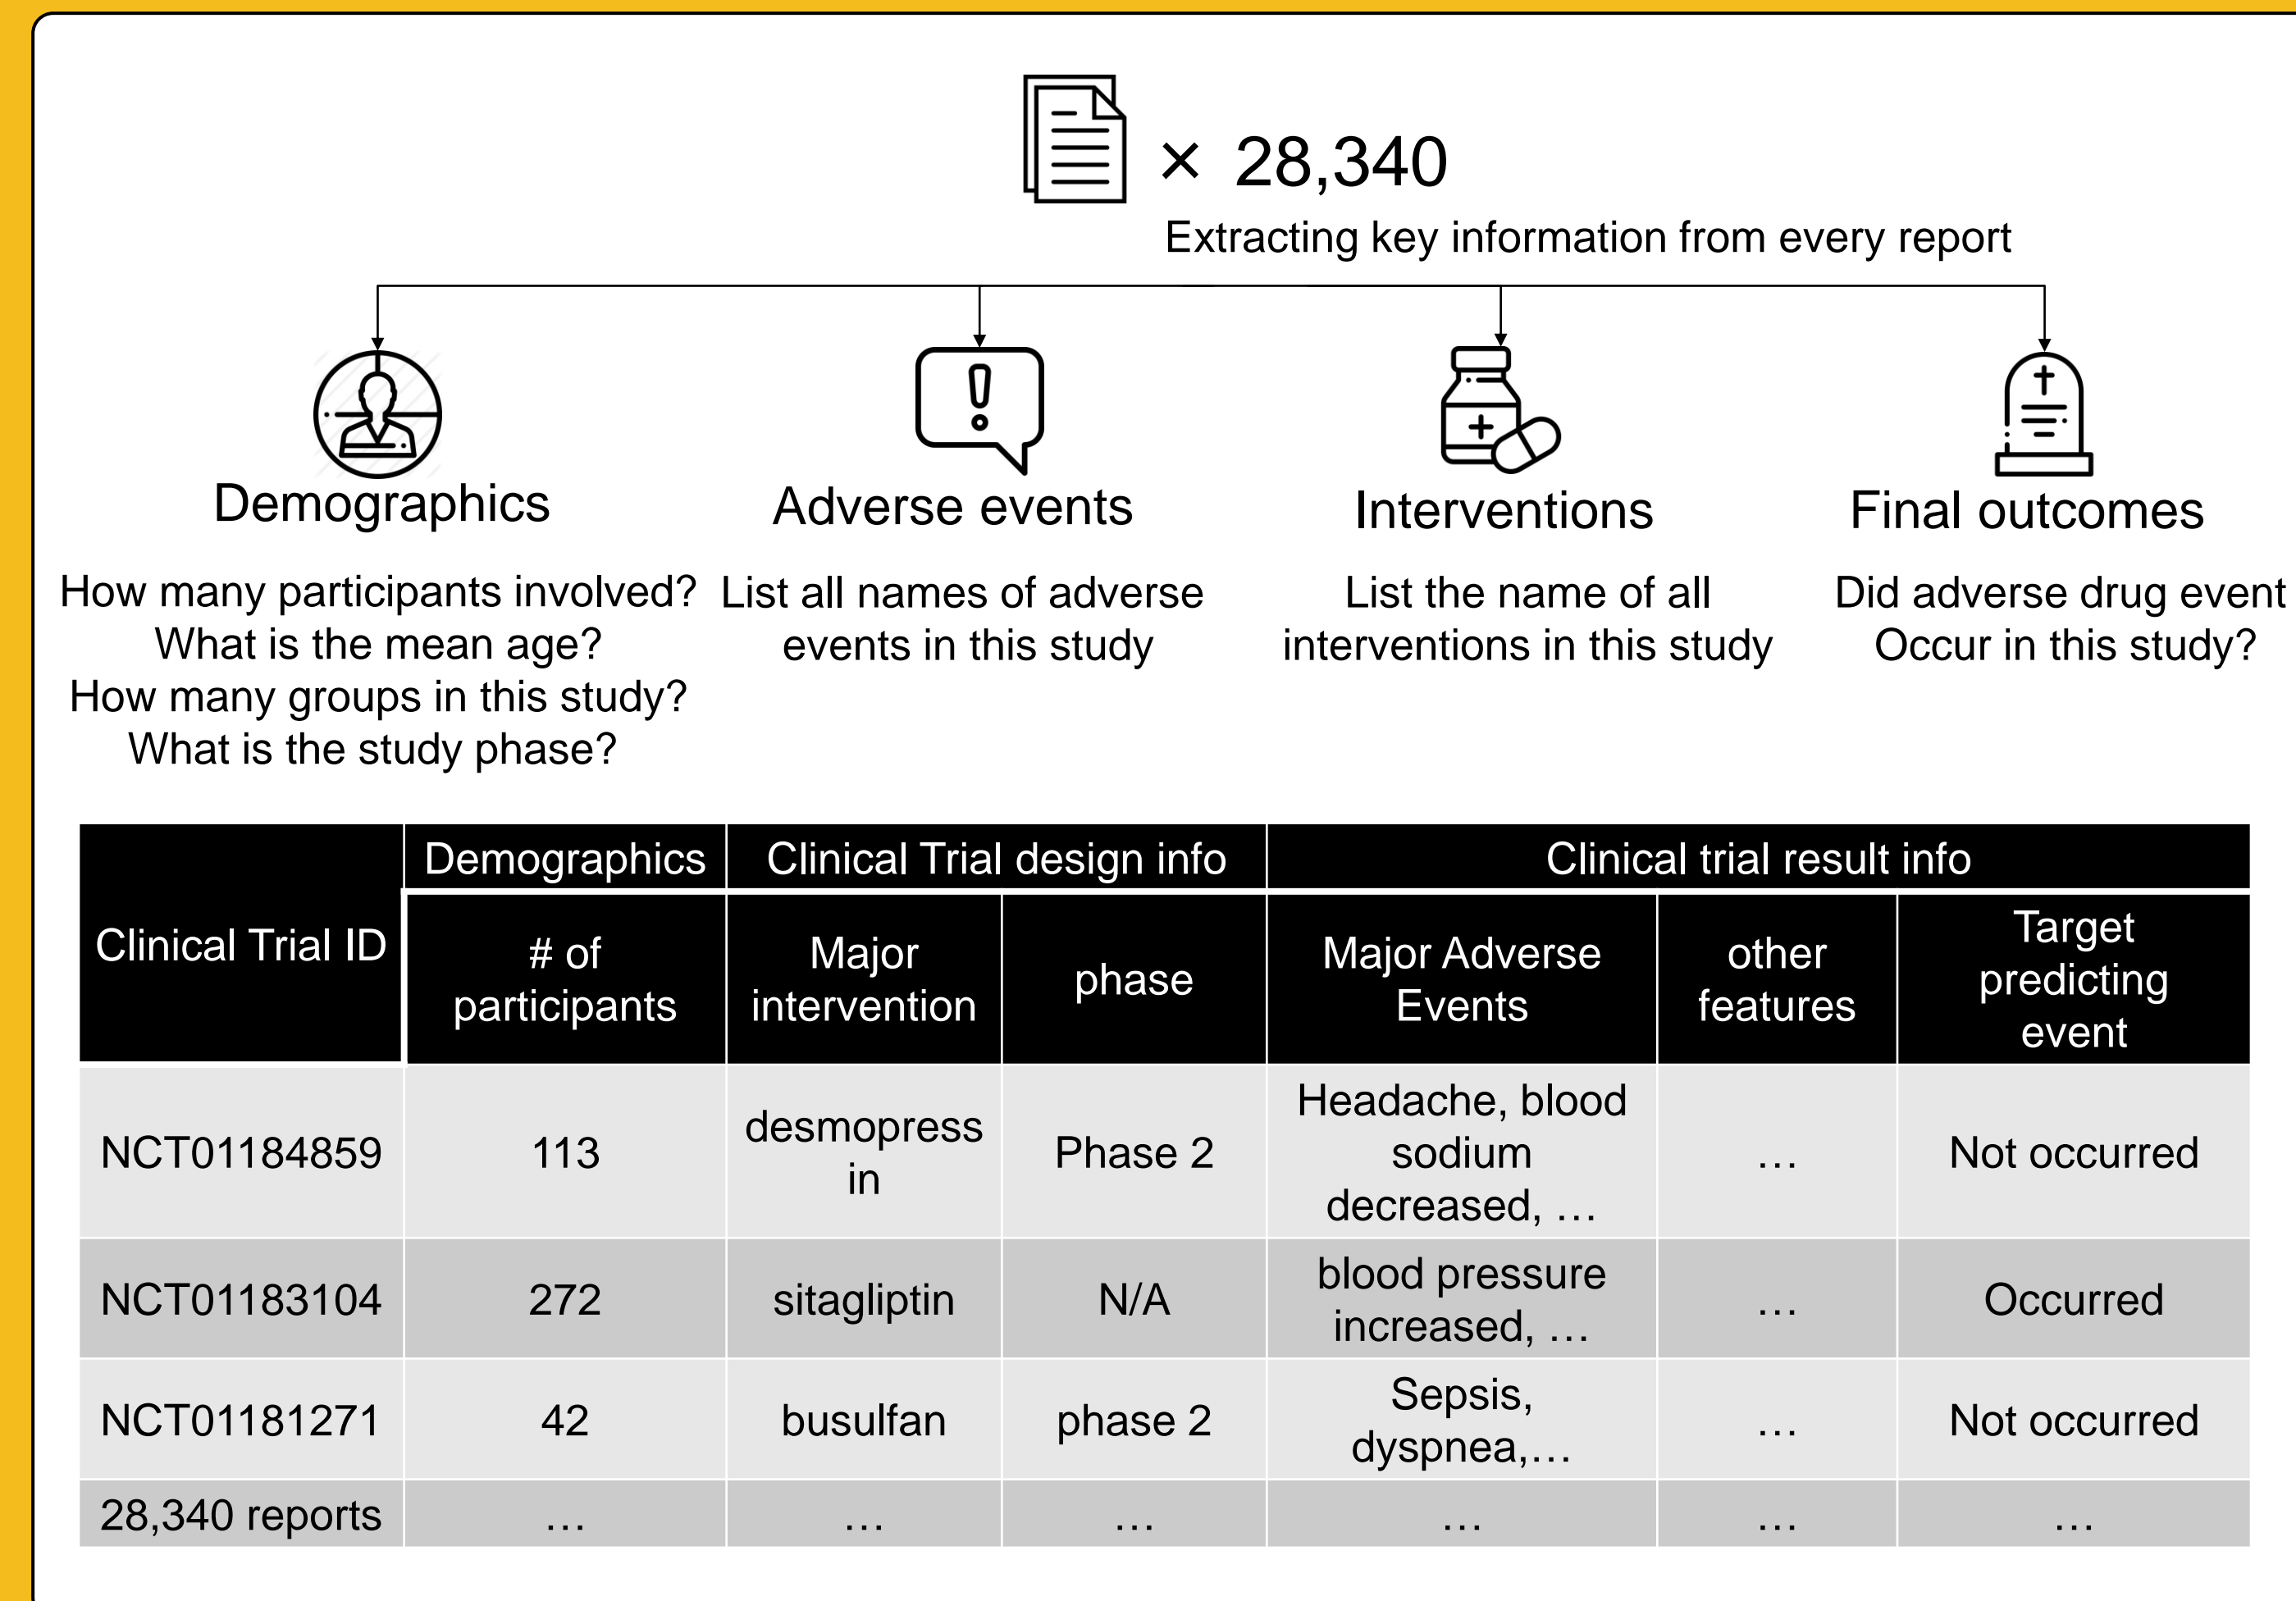 × 28,340
Extracting key information from every report
Demographics
How many participants involved?
What is the mean age?
How many groups in this study?
What is the study phase?
Adverse events
List all names of adverse
events in this study
Interventions
List the name of all
interventions in this study
Final outcomes
Did adverse drug event
Occur in this study?
Clinical Trial ID
Demographics
Clinical Trial design info
Clinical trial result info
# of
participants
Major
intervention
phase
Major Adverse
Events
other
features
Target
predicting
event
NCT01184859
113
desmopress
in
Phase 2
Headache, blood
sodium
decreased, …
…
Not occurred
NCT01183104
272
sitagliptin
N/A
blood pressure
increased, …
…
Occurred
NCT01181271
42
busulfan
phase 2
Sepsis,
dyspnea,…
…
Not occurred
28,340 reports
…
…
…
…
…
…